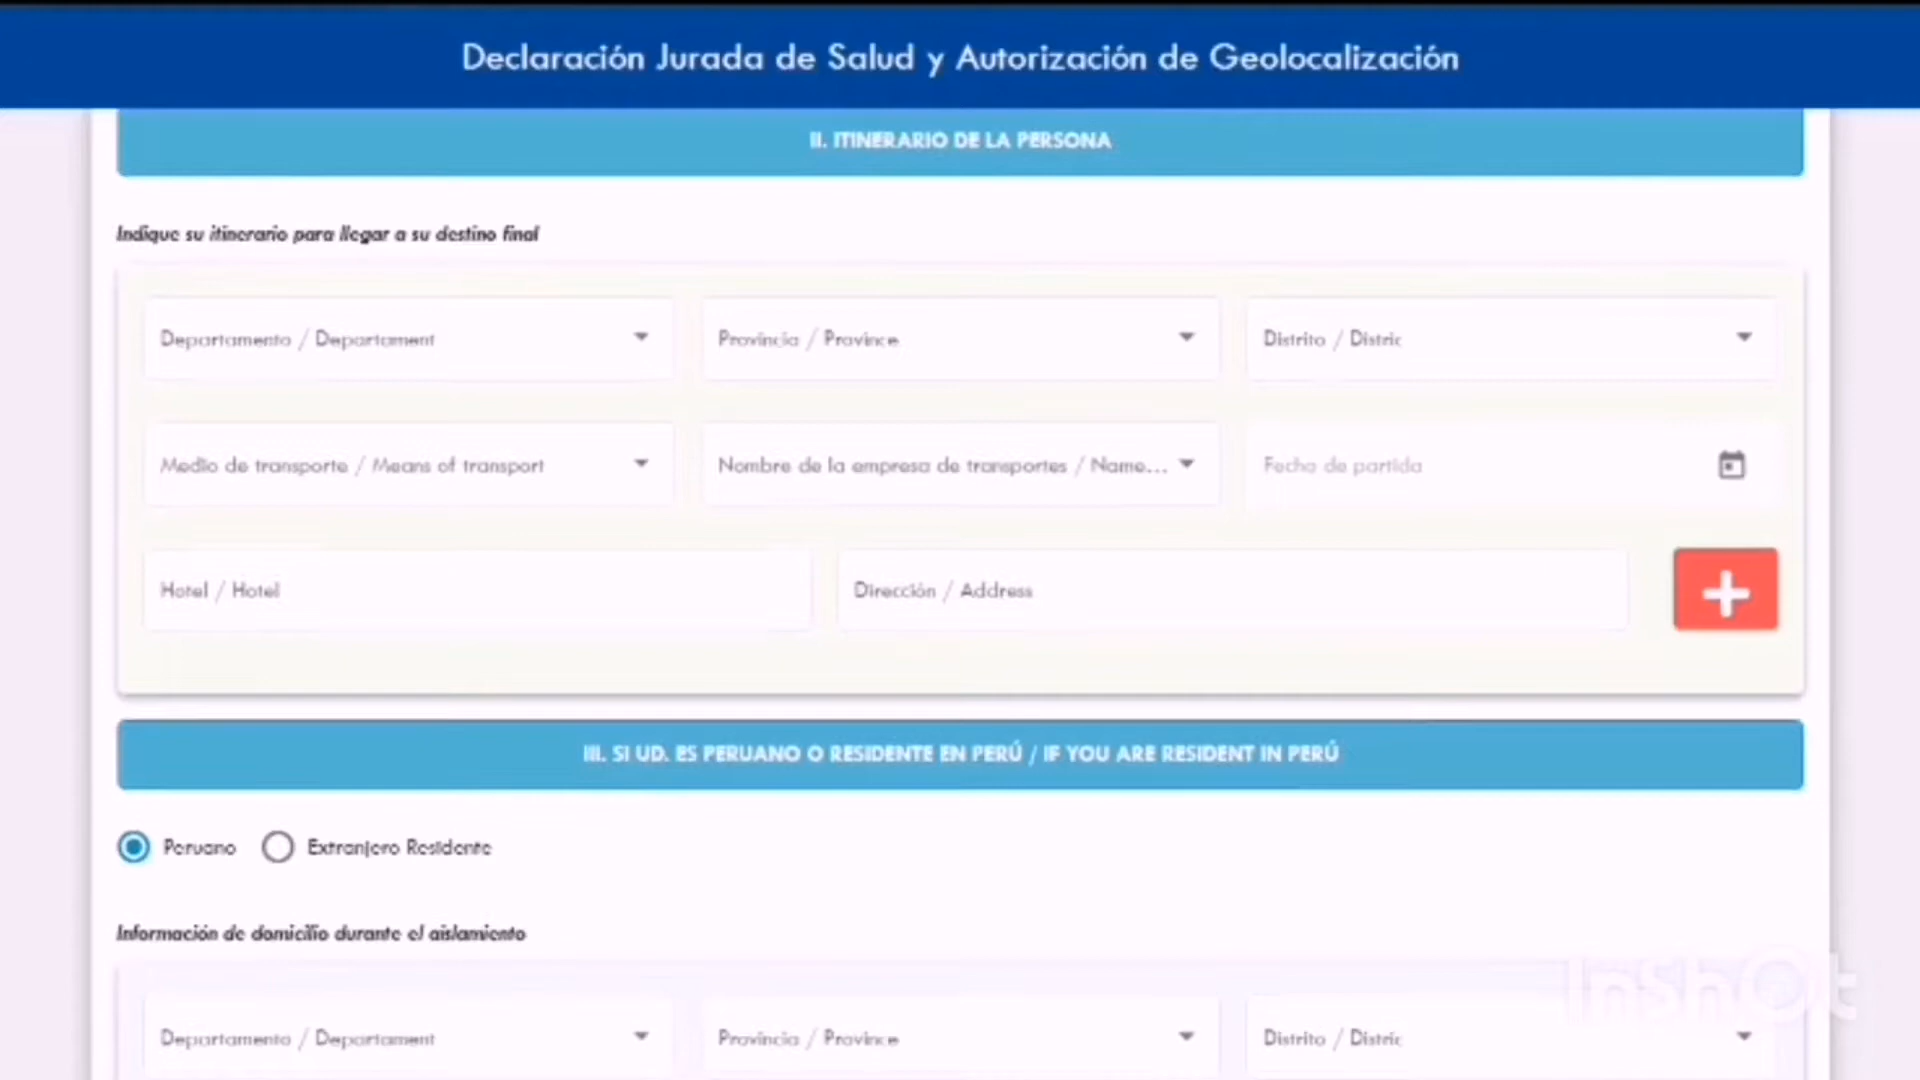 Declaración Jurada de Salud y Autorización de Geolocalización
II. ITINERARIO DE LA PERSONA
Indique su itinerario para llegar a su destino final
Departamento / Departament
Provincia / Province
Distrito / Distric
Medio de transporte / Means of transport
Nombre de la empresa de transportes / Name...
Fecha de partida
Hotel / Hotel
Dirección / Address
III. SI UD. ES PERUANO O RESIDENTE EN PERÚ / IF YOU ARE RESIDENT IN PERÚ
Peruano
Extranjero Residente
Información de domicilio durante el aislamiento
Departamento / Departament
Provincia / Province
Distrito / Distric
InShOt